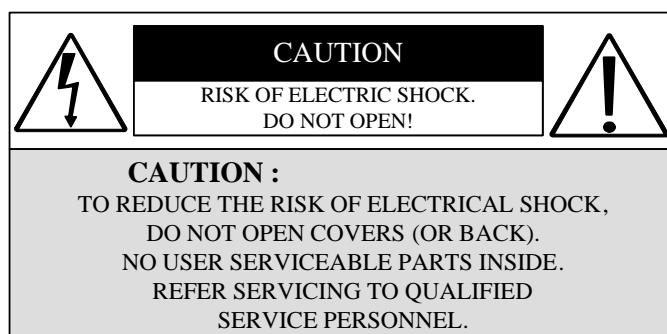 CAUTION
RISK OF ELECTRIC SHOCK.
DO NOT OPEN!
CAUTION :
TO REDUCE THE RISK OF ELECTRICAL SHOCK,
DO NOT OPEN COVERS (OR BACK).
NO USER SERVICEABLE PARTS INSIDE.
REFER SERVICING TO QUALIFIED
SERVICE PERSONNEL.